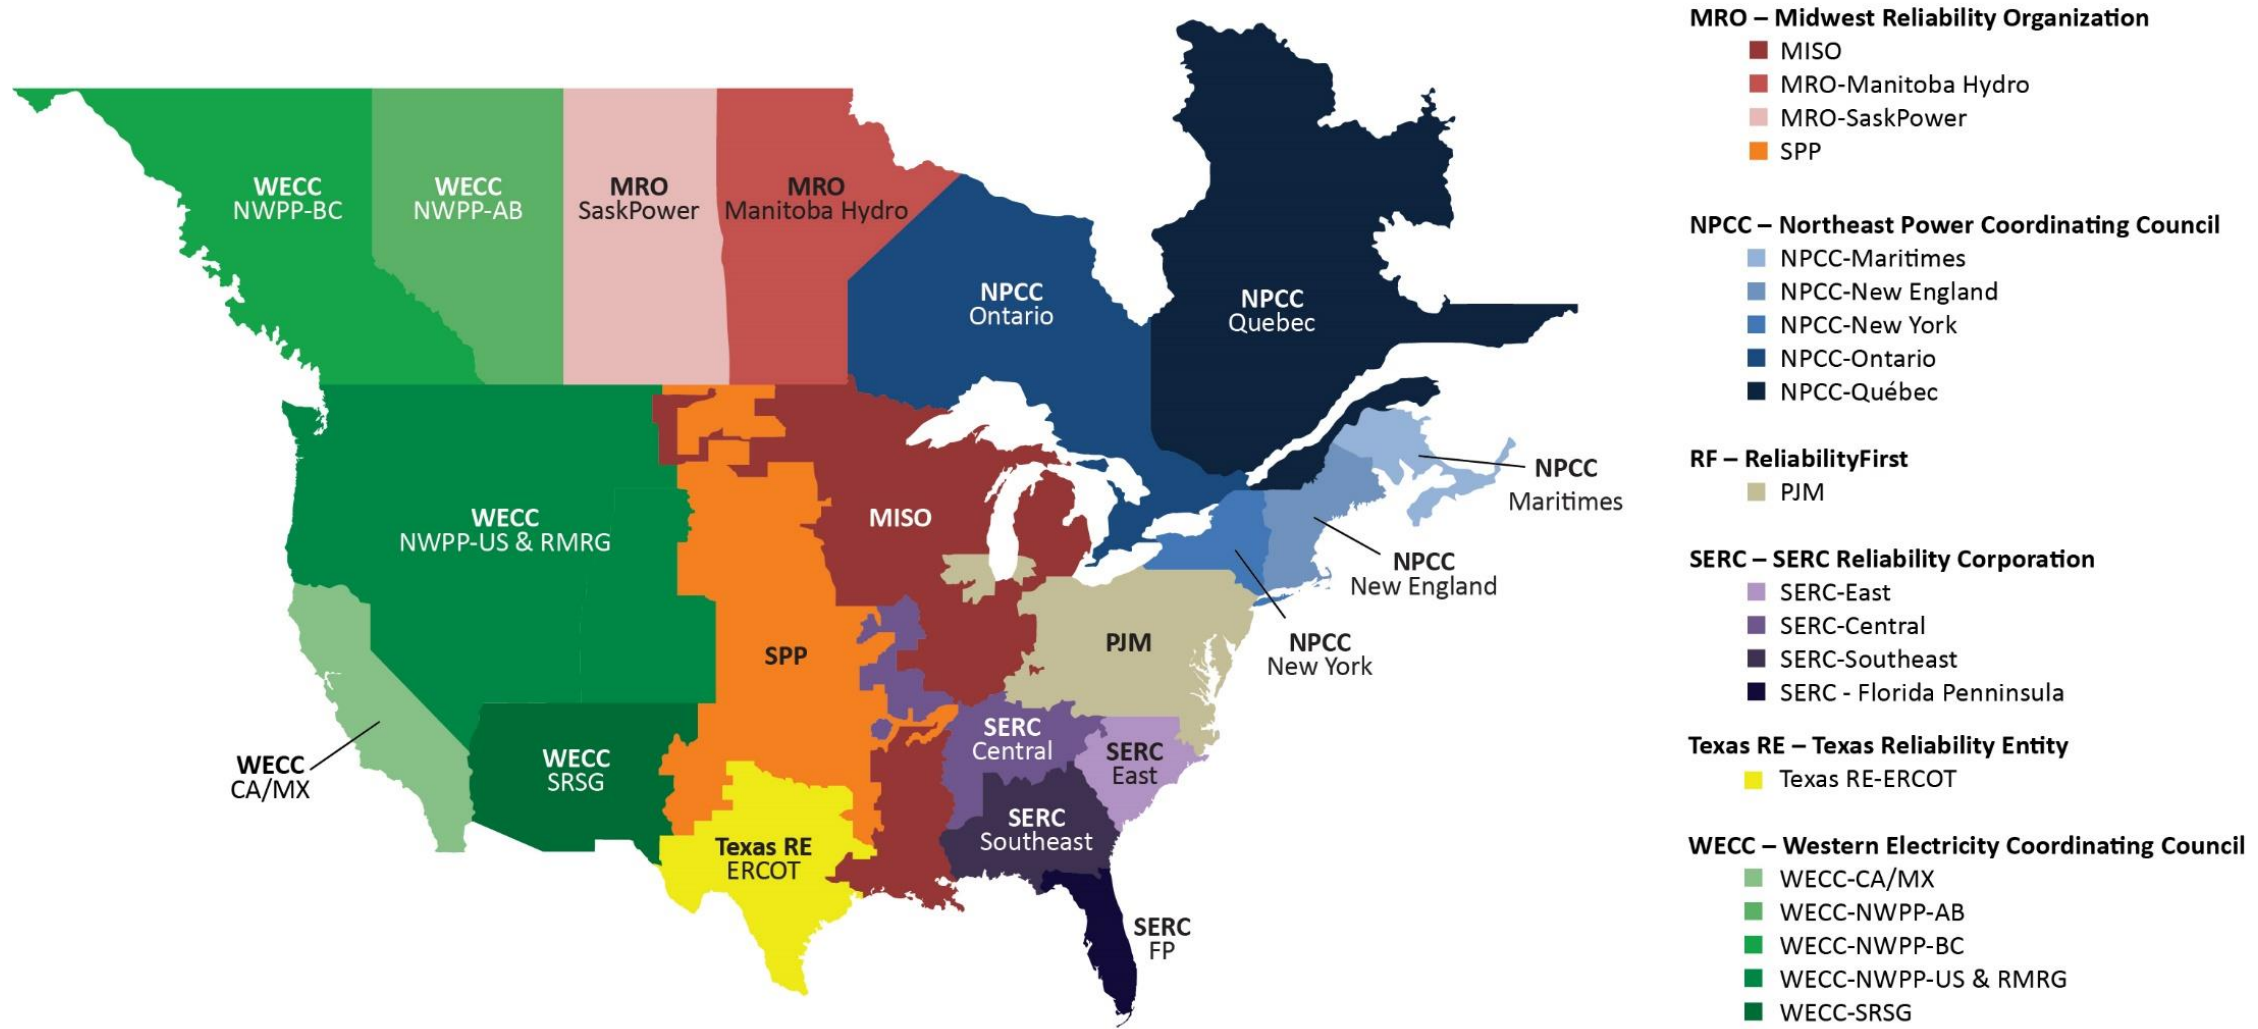 WECC
NWPP-BC
WECC
NWPP-AB
MRO
SaskPower
MRO
Manitoba Hydro
NPCC
Ontario
NPCC
Quebec
NPCC
Maritimes
WECC
NWPP-US & RMRG
MISO
NPCC
New England
SPP
PJM
NPCC
New York
WECC
CA/MX
WECC
SRSG
SERC
Central
SERC
East
Texas RE
ERCOT
SERC
Southeast
SERC
FP
MRO – Midwest Reliability Organization
MISO
MRO-Manitoba Hydro
MRO-SaskPower
SPP
NPCC – Northeast Power Coordinating Council
NPCC-Maritimes
NPCC-New England
NPCC-New York
NPCC-Ontario
NPCC-Québec
RF – ReliabilityFirst
PJM
SERC – SERC Reliability Corporation
SERC-East
SERC-Central
SERC-Southeast
SERC - Florida Penninsula
Texas RE – Texas Reliability Entity
Texas RE-ERCOT
WECC – Western Electricity Coordinating Council
WECC-CA/MX
WECC-NWPP-AB
WECC-NWPP-BC
WECC-NWPP-US & RMRG
WECC-SRSG